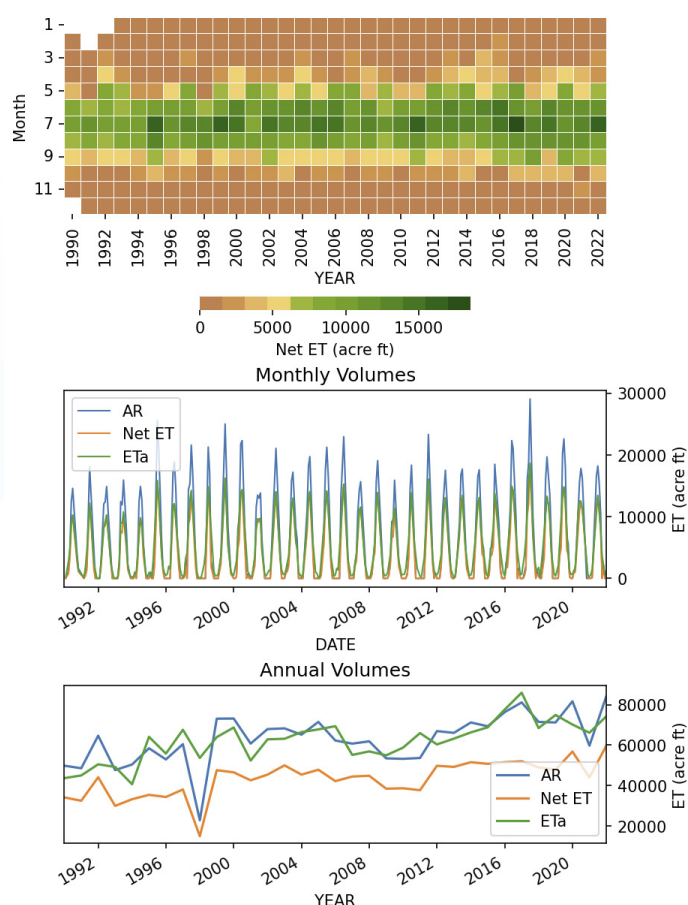 1
3
5
7
9
11
Month
1990 1992 1994 1996 1998 2000 2002 2004 2006 2008 2010 2012 2014 2016 2018 2020 2022
YEAR
0 5000 10000 15000
Net ET (acre ft)
Monthly Volumes
AR
Net ET
ETa
30000
20000
10000
0
ET (acre ft)
1992 1996 2000 2004 2008 2012 2016 2020
DATE
Annual Volumes
80000
60000
40000
20000
ET (acre ft)
AR
Net ET
ETa
1992 1996 2000 2004 2008 2012 2016 2020
YEAR